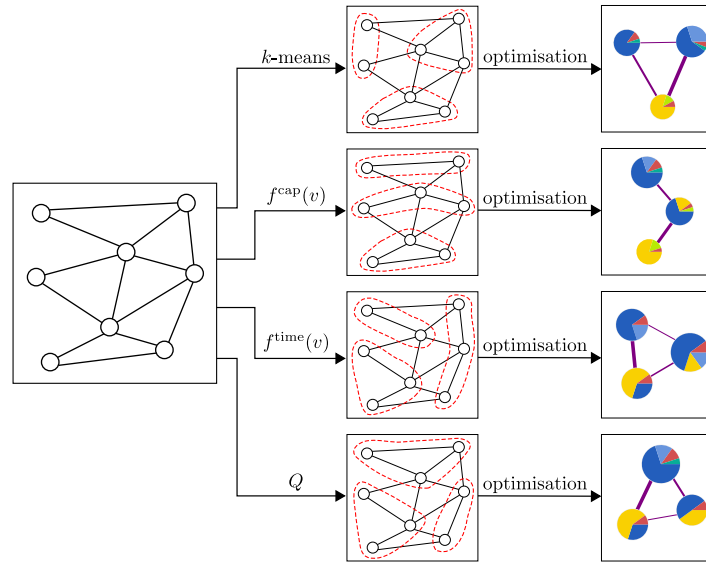 k-means
optimisation
f^cap(v)
optimisation
f^time(v)
optimisation
Q
optimisation